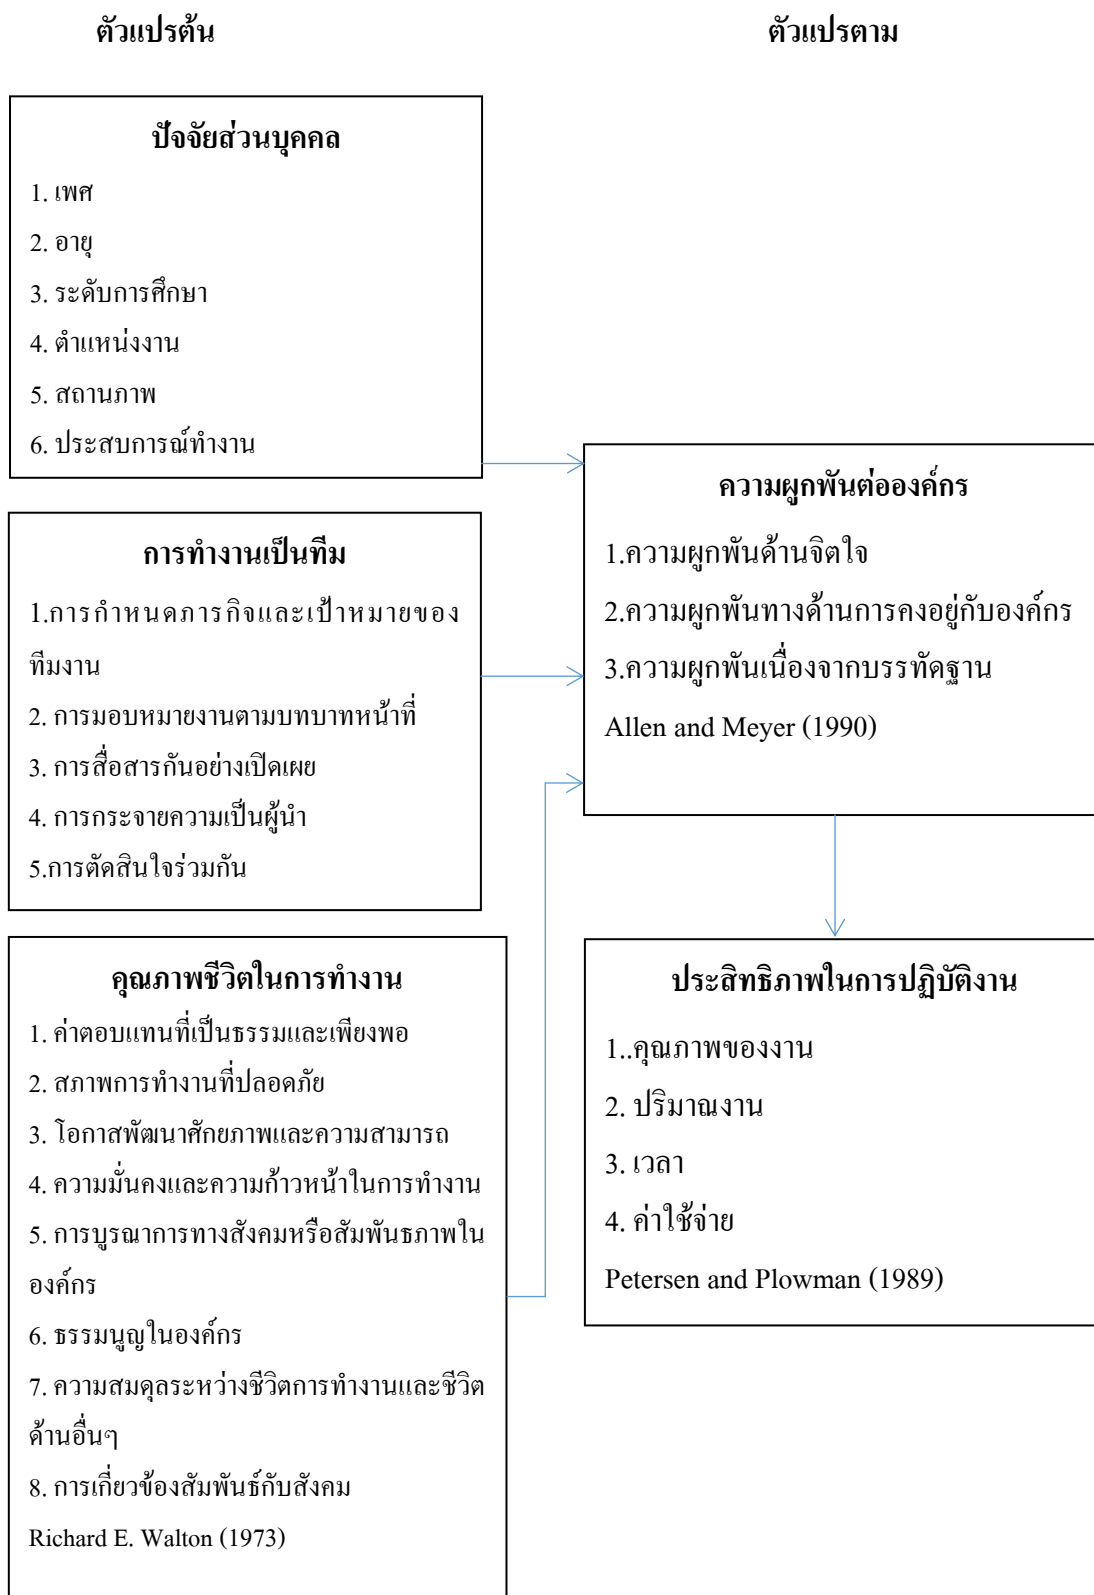 ตัวแปรต้น
ตัวแปรตาม
ปัจจัยส่วนบุคคล
1. เพศ
2. อายุ
3. ระดับการศึกษา
4. ตำแหน่งงาน
5. สถานภาพ
6. ประสบการณ์ทำงาน
การทำงานเป็นทีม
1.การกำหนดภารกิจและเป้าหมายของ
ทีมงาน
2. การมอบหมายงานตามบทบาทหน้าที่
3. การสื่อสารกันอย่างเปิดเผย
4. การกระจายความเป็นผู้นำ
5.การตัดสินใจร่วมกัน
คุณภาพชีวิตในการทำงาน
1. ค่าตอบแทนที่เป็นธรรมและเพียงพอ
2. สภาพการทำงานที่ปลอดภัย
3. โอกาสพัฒนาศักยภาพและความสามารถ
4. ความมั่นคงและความก้าวหน้าในการทำงาน
5. การบูรณาการทางสังคมหรือสัมพันธภาพใน
องค์กร
6. ธรรมนูญในองค์กร
7. ความสมดุลระหว่างชีวิตการทำงานและชีวิต
ด้านอื่นๆ
8. การเกี่ยวข้องสัมพันธ์กับสังคม
Richard E. Walton (1973)
ความผูกพันต่อองค์กร
1.ความผูกพันด้านจิตใจ
2.ความผูกพันทางด้านการคงอยู่กับองค์กร
3.ความผูกพันเนื่องจากบรรทัดฐาน
Allen and Meyer (1990)
ประสิทธิภาพในการปฏิบัติงาน
1..คุณภาพของงาน
2. ปริมาณงาน
3. เวลา
4. ค่าใช้จ่าย
Petersen and Plowman (1989)